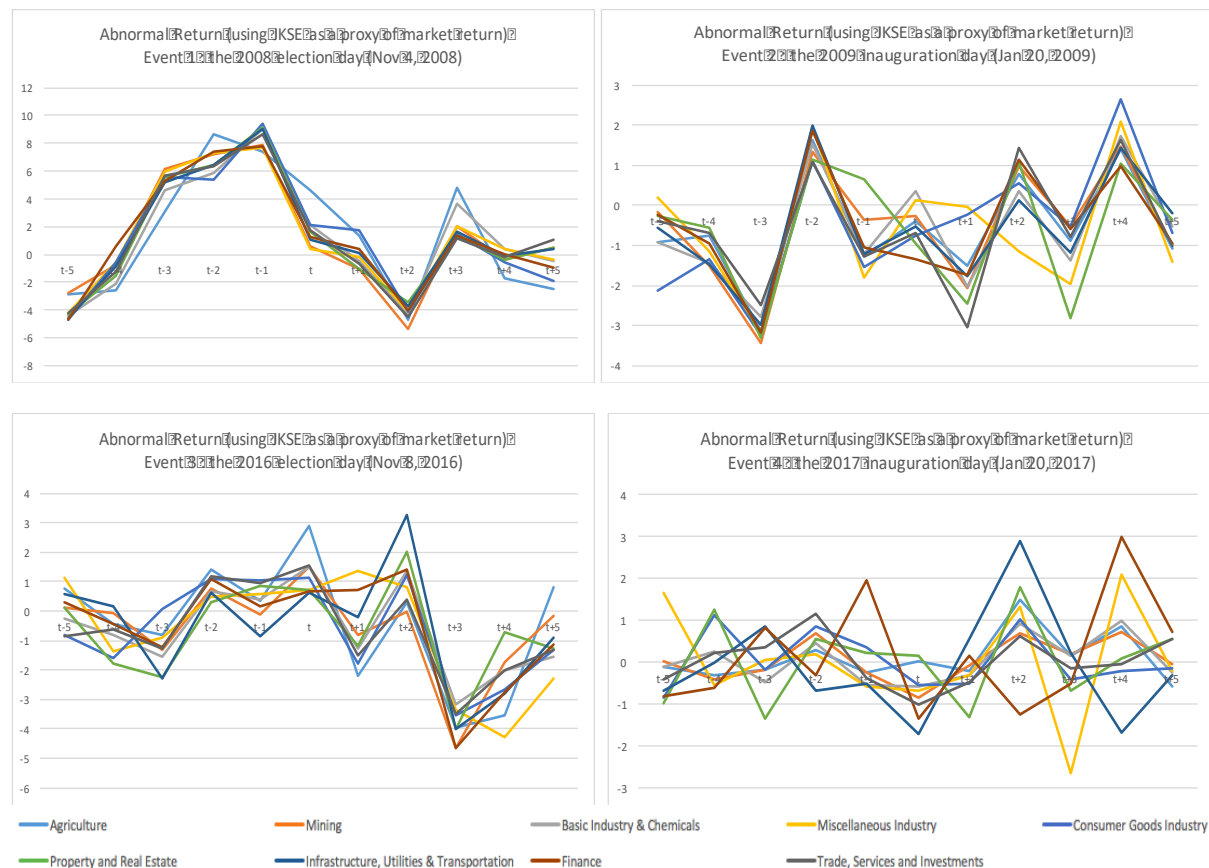 Abnormal⍰Return⍰(using⍰JKSE⍰as⍰a⍰proxy⍰of⍰market⍰return)⍰
Event⍰1⍰:⍰the⍰2008⍰election⍰day⍰(Nov⍰4,⍰2008)
12
10
8
6
4
2
0
-2
-4
-6
-8
t-5
t-4
t-3
t-2
t-1
t
t+1
t+2
t+3
t+4
t+5
Abnormal⍰Return⍰(using⍰JKSE⍰as⍰a⍰proxy⍰of⍰market⍰return)⍰
Event⍰2⍰:⍰the⍰2009⍰inauguration⍰day⍰(Jan⍰20,⍰2009)
3
2
1
0
-1
-2
-3
-4
t-5
t-4
t-3
t-2
t-1
t
t+1
t+2
t+3
t+4
t+5
Abnormal⍰Return⍰(using⍰JKSE⍰as⍰a⍰proxy⍰of⍰market⍰return)⍰
Event⍰3⍰:⍰the⍰2016⍰election⍰day⍰(Nov⍰8,⍰2016)
4
3
2
1
0
-1
-2
-3
-4
-5
-6
t-5
t-4
t-3
t-2
t-1
t
t+1
t+2
t+3
t+4
t+5
Abnormal⍰Return⍰(using⍰JKSE⍰as⍰a⍰proxy⍰of⍰market⍰return)⍰
Event⍰4⍰:⍰the⍰2017⍰inauguration⍰day⍰(Jan⍰20,⍰2017)
4
3
2
1
0
-1
-2
-3
t-5
t-4
t-3
t-2
t-1
t
t+1
t+2
t+3
t+4
t+5
Agriculture
Mining
Basic Industry & Chemicals
Miscellaneous Industry
Consumer Goods Industry
Property and Real Estate
Infrastructure, Utilities & Transportation
Finance
Trade, Services and Investments